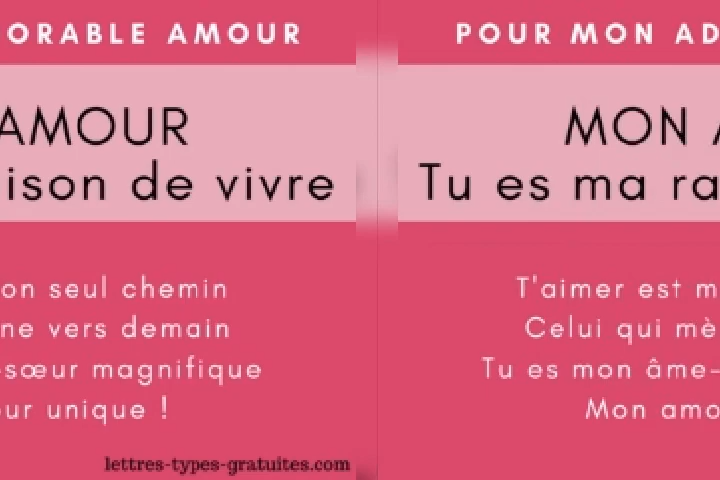 ORABLE AMOUR
AMOUR
ison de vivre
on seul chemin
ne vers demain
-sœur magnifique
our unique !
lettres-types-gratuites.com
POUR MON AD
MON A
Tu es ma ra
T'aimer est m
Celui qui mè
Tu es mon âme-
Mon amo